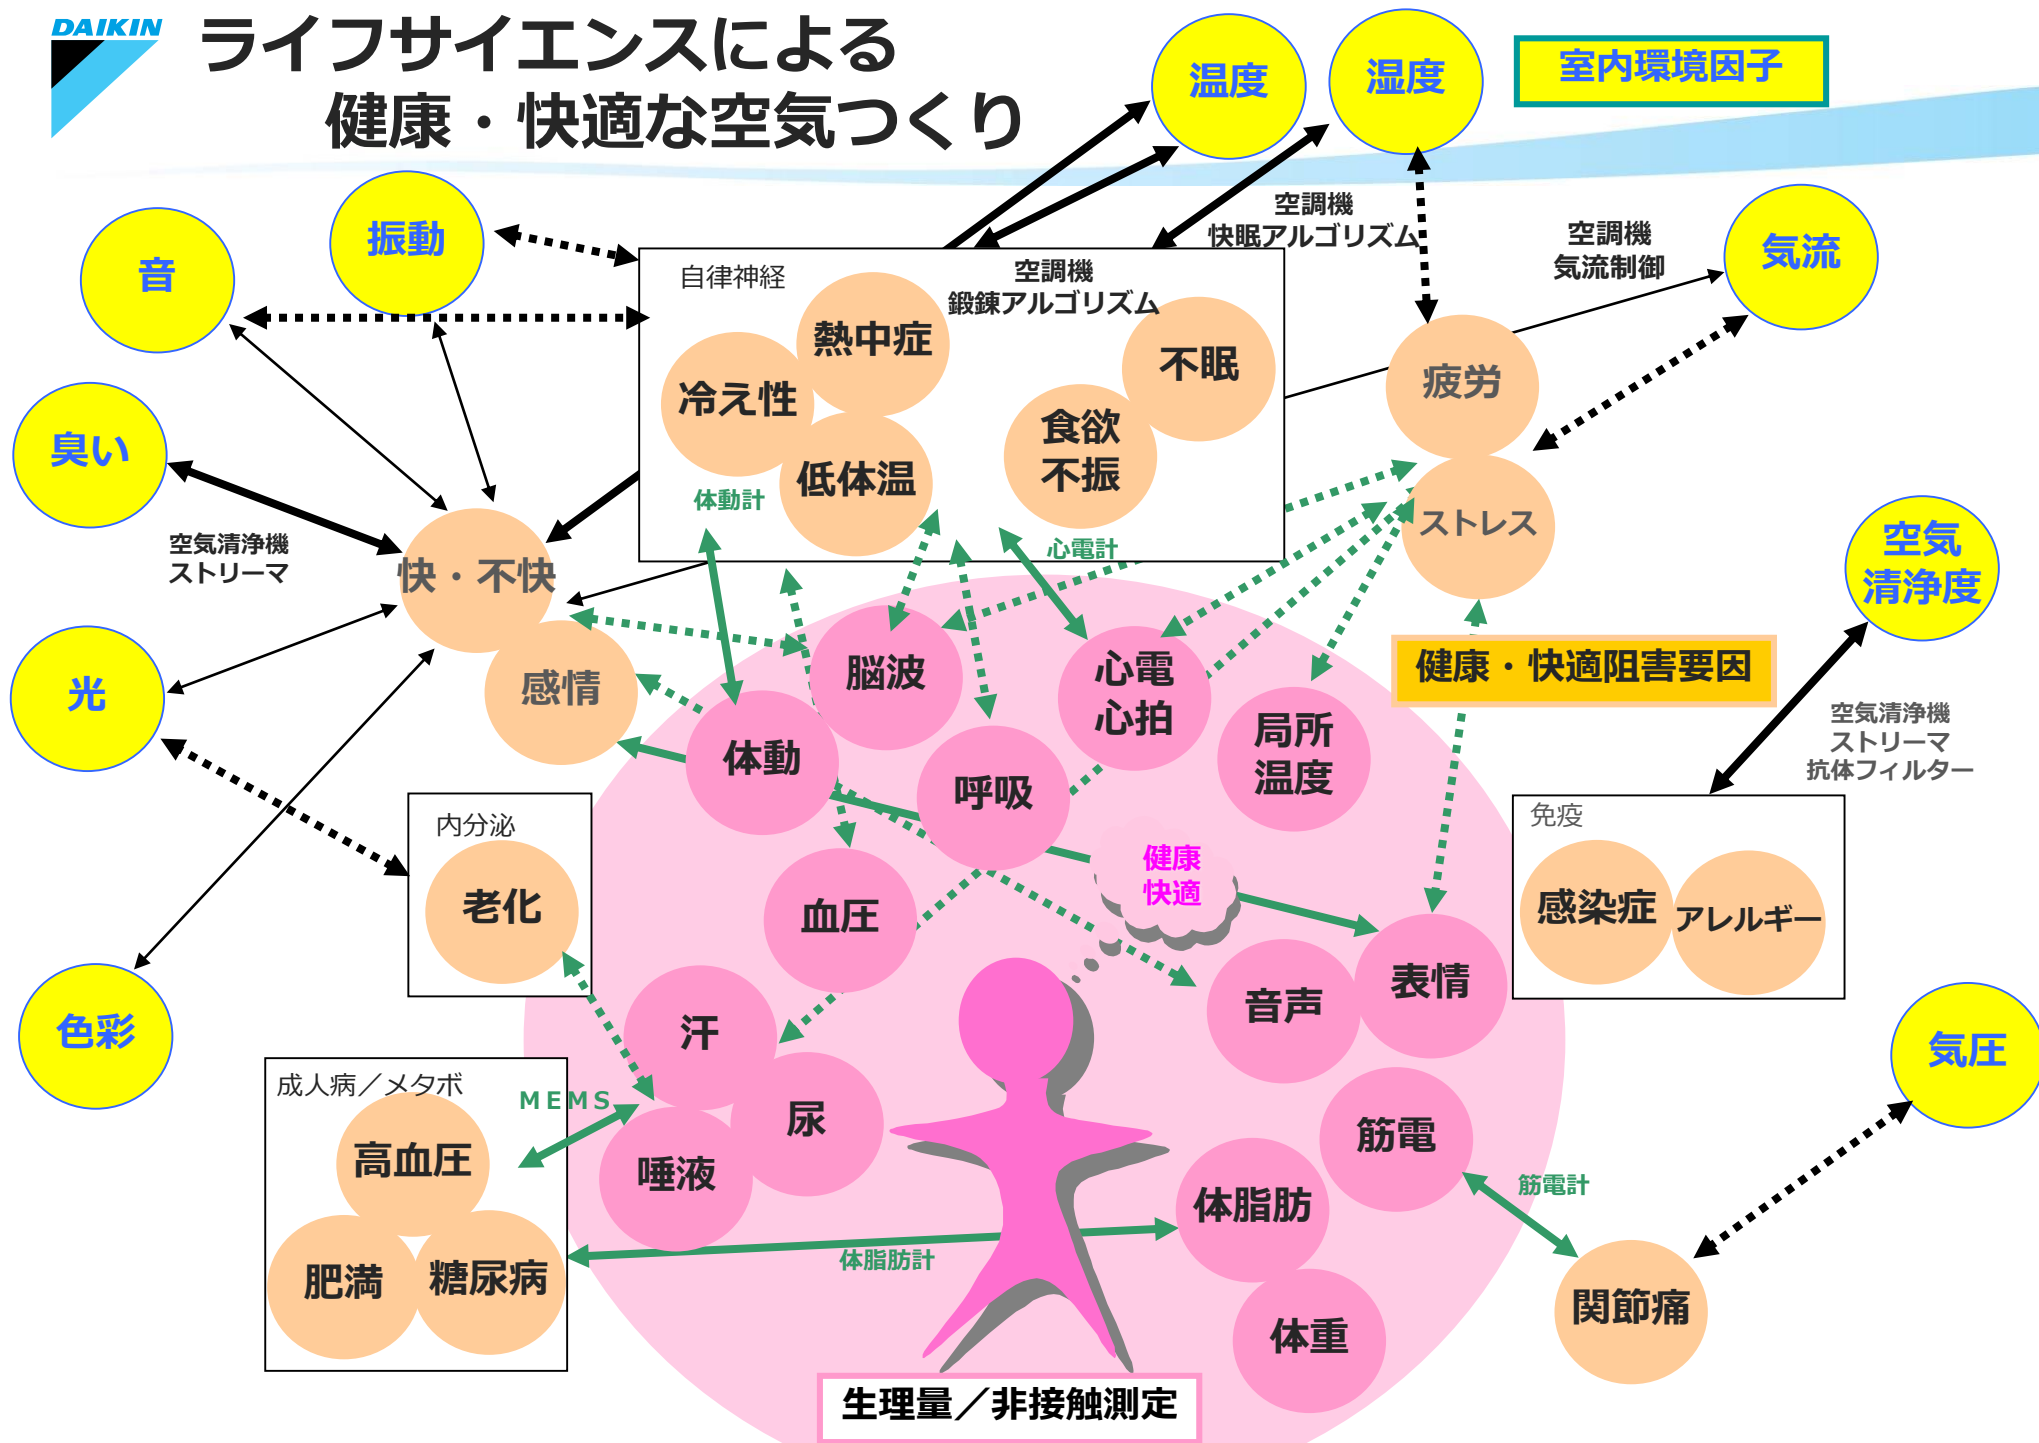 DAIKIN
ライフサイエンスによる
健康・快適な空気つくり
温度
湿度
室内環境因子
音
振動
空調機
快眠アルゴリズム
空調機
気流制御
気流
自律神経
空調機
鍛錬アルゴリズム
熱中症
冷え性
低体温
不眠
食欲
不振
疲労
ストレス
臭い
空気清浄機
ストリーマ
快・不快
感情
体動計
心電計
空気
清浄度
光
脳波
心電
心拍
体動
呼吸
局所
温度
健康・快適阻害要因
空気清浄機
ストリーマ
抗体フィルター
内分泌
老化
血圧
健康
快適
免疫
感染症
アレルギー
色彩
汗
音声
表情
気圧
成人病／メタボ
高血圧
肥満
糖尿病
MEMS
尿
唾液
筋電
筋電計
体脂肪
体脂肪計
体重
関節痛
生理量／非接触測定